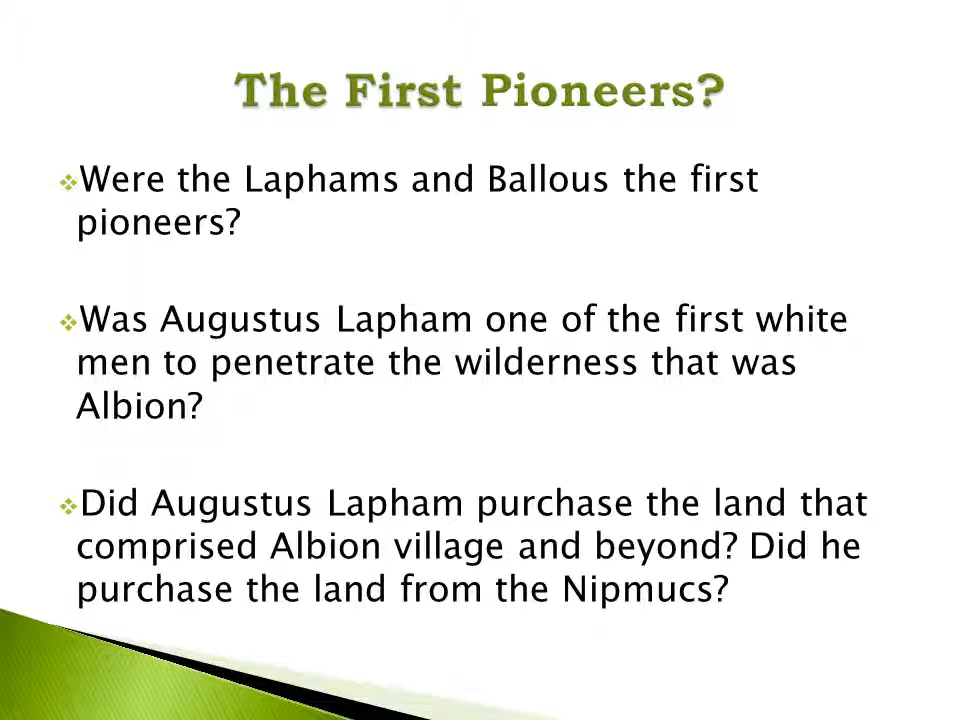 The First Pioneers?
❖Were the Laphams and Ballous the first
pioneers?
❖Was Augustus Lapham one of the first white
men to penetrate the wilderness that was
Albion?
❖Did Augustus Lapham purchase the land that
comprised Albion village and beyond? Did he
purchase the land from the Nipmucs?